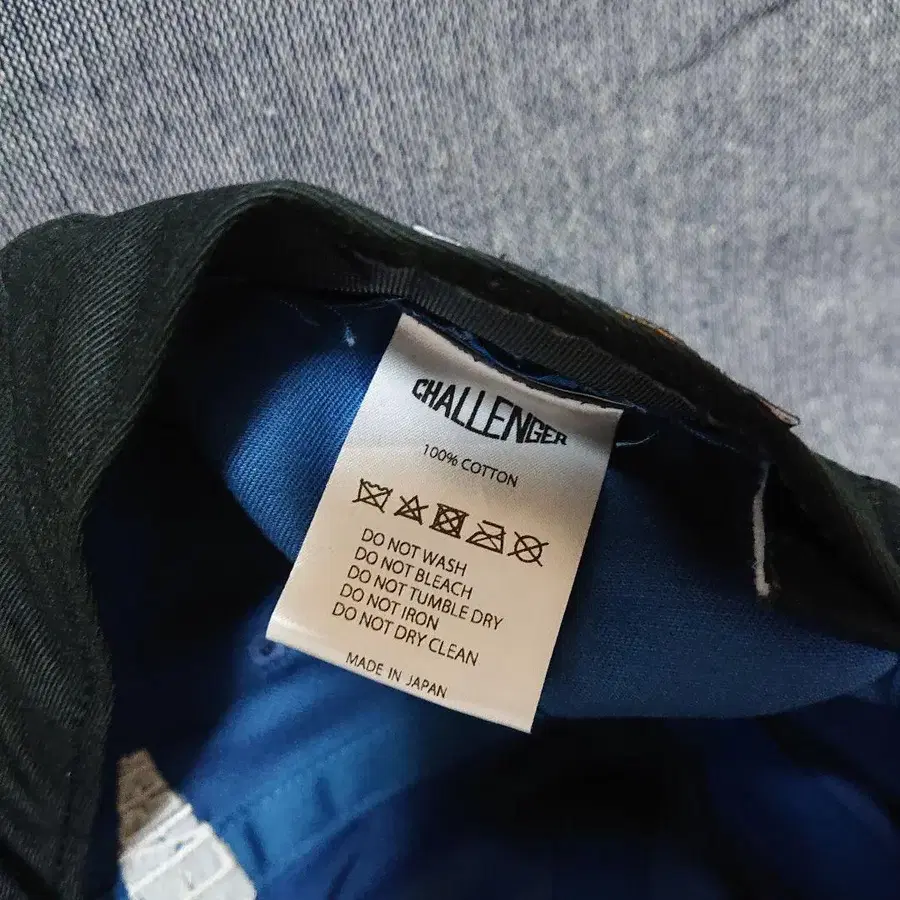 CHALLENGER
100% COTTON
DO NOT WASH
DO NOT BLEACH
DO NOT TUMBLE DRY
DO NOT IRON
DO NOT DRY CLEAN
MADE IN JAPAN